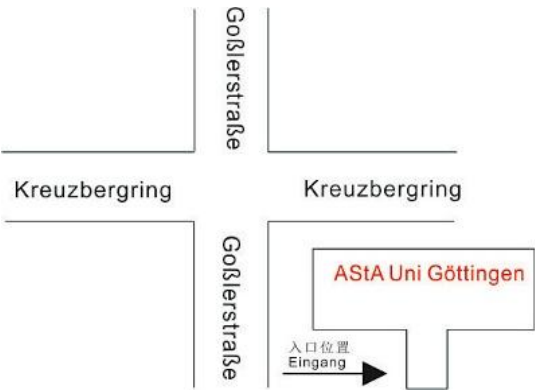 Goßlerstraße
Kreuzbergring
Kreuzbergring
Goßlerstraße
AStA Uni Göttingen
入口位置
Eingang